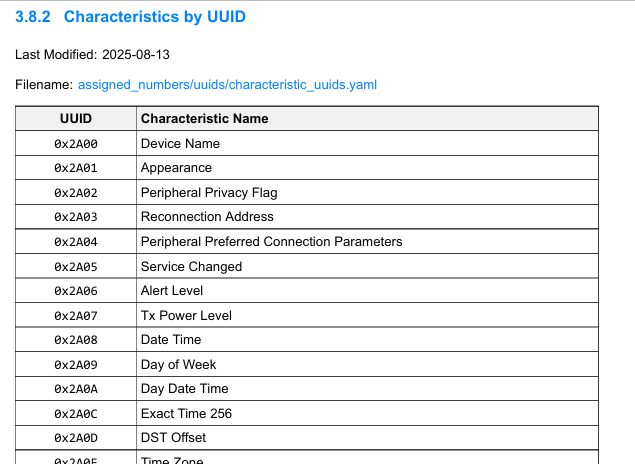 3.8.2 Characteristics by UUID
Last Modified: 2025-08-13
Filename: assigned_numbers/uuids/characteristic_uuids.yaml
UUID Characteristic Name
0x2A00 Device Name
0x2A01 Appearance
0x2A02 Peripheral Privacy Flag
0x2A03 Reconnection Address
0x2A04 Peripheral Preferred Connection Parameters
0x2A05 Service Changed
0x2A06 Alert Level
0x2A07 Tx Power Level
0x2A08 Date Time
0x2A09 Day of Week
0x2A0A Day Date Time
0x2A0C Exact Time 256
0x2A0D DST Offset
Time Zone